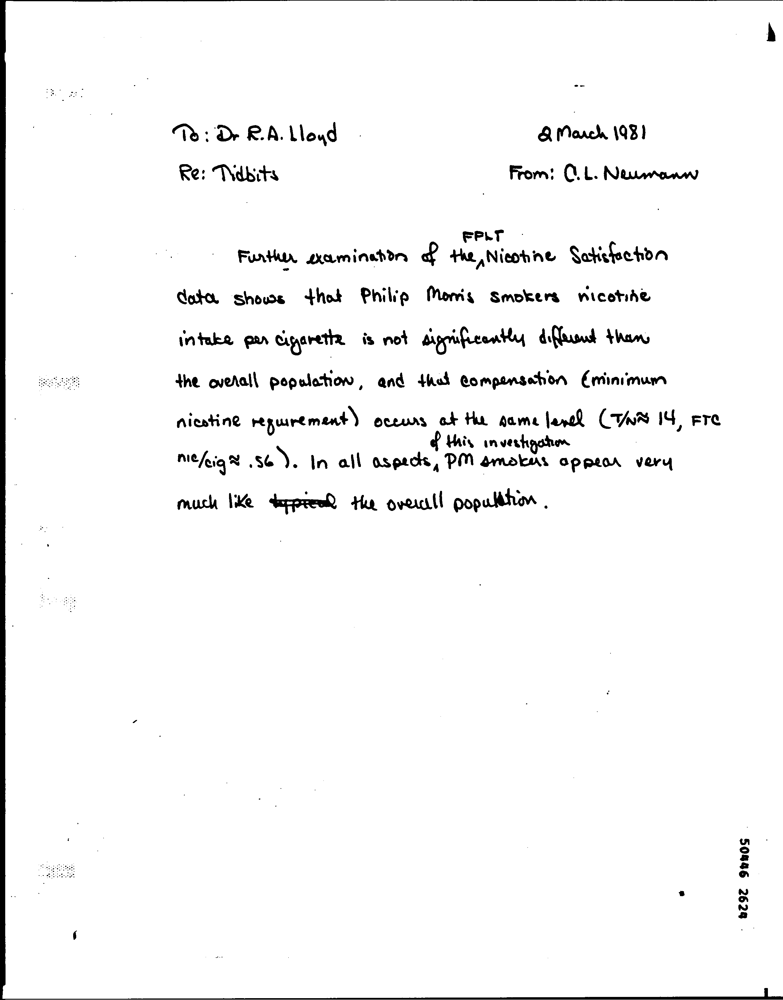 To: Dr R.A. Lloyd
2 March 1981
Re: Tidbits
From: C.L. Neumann
FPLT
Further examination of the ‸ Nicotine Satisfaction
data shows that Philip Morris smokers nicotine
intake per cigarette is not significantly different than
the overall population, and that compensation (minimum
nicotine requirement) occurs at the same level (T/N≈ 14, FTC
of this investigation
nic/cig ≈ .56). In all aspects ‸, PM smokers appear very
much like typical the overall population.
50446 2624